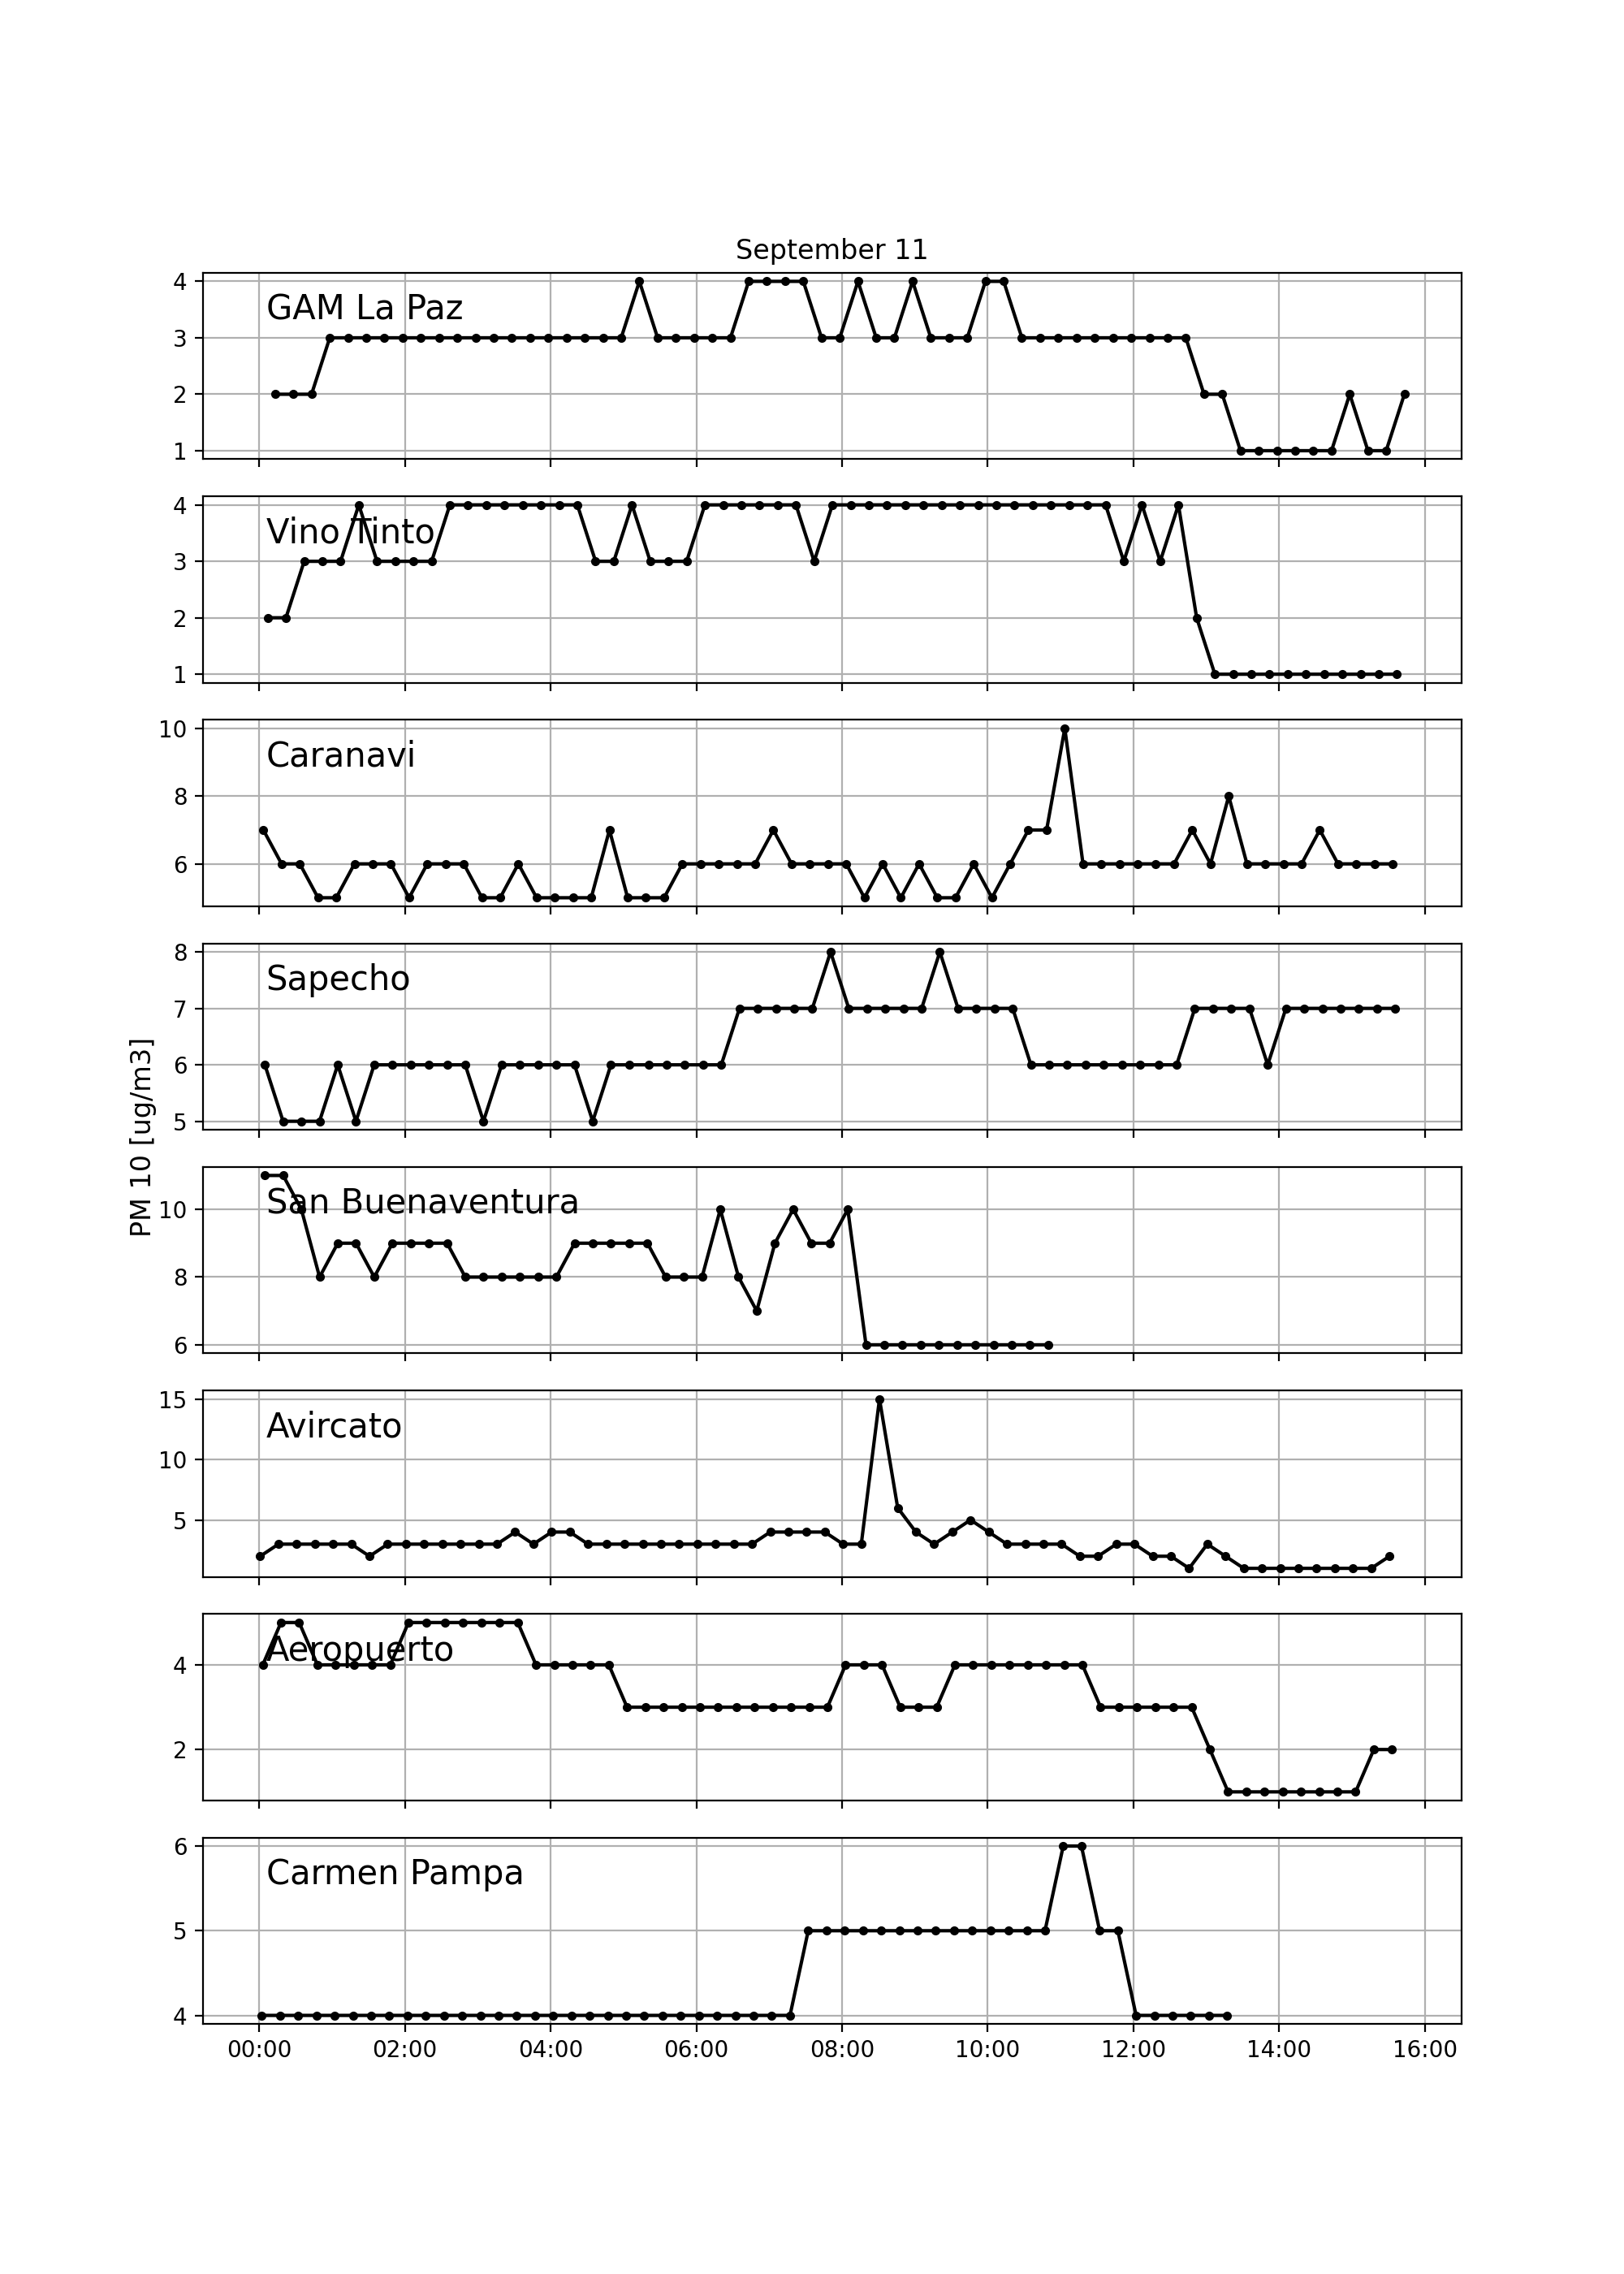 September 11
4
GAM La Paz
3
2
1
4
Vino Tinto
3
2
1
10
Caranavi
8
6
8
Sapecho
7
6
5
PM 10 [ug/m3]
San Buenaventura
10
8
6
15
Avircato
10
5
Aeropuerto
4
2
6
Carmen Pampa
5
4
00:00 02:00 04:00 06:00 08:00 10:00 12:00 14:00 16:00